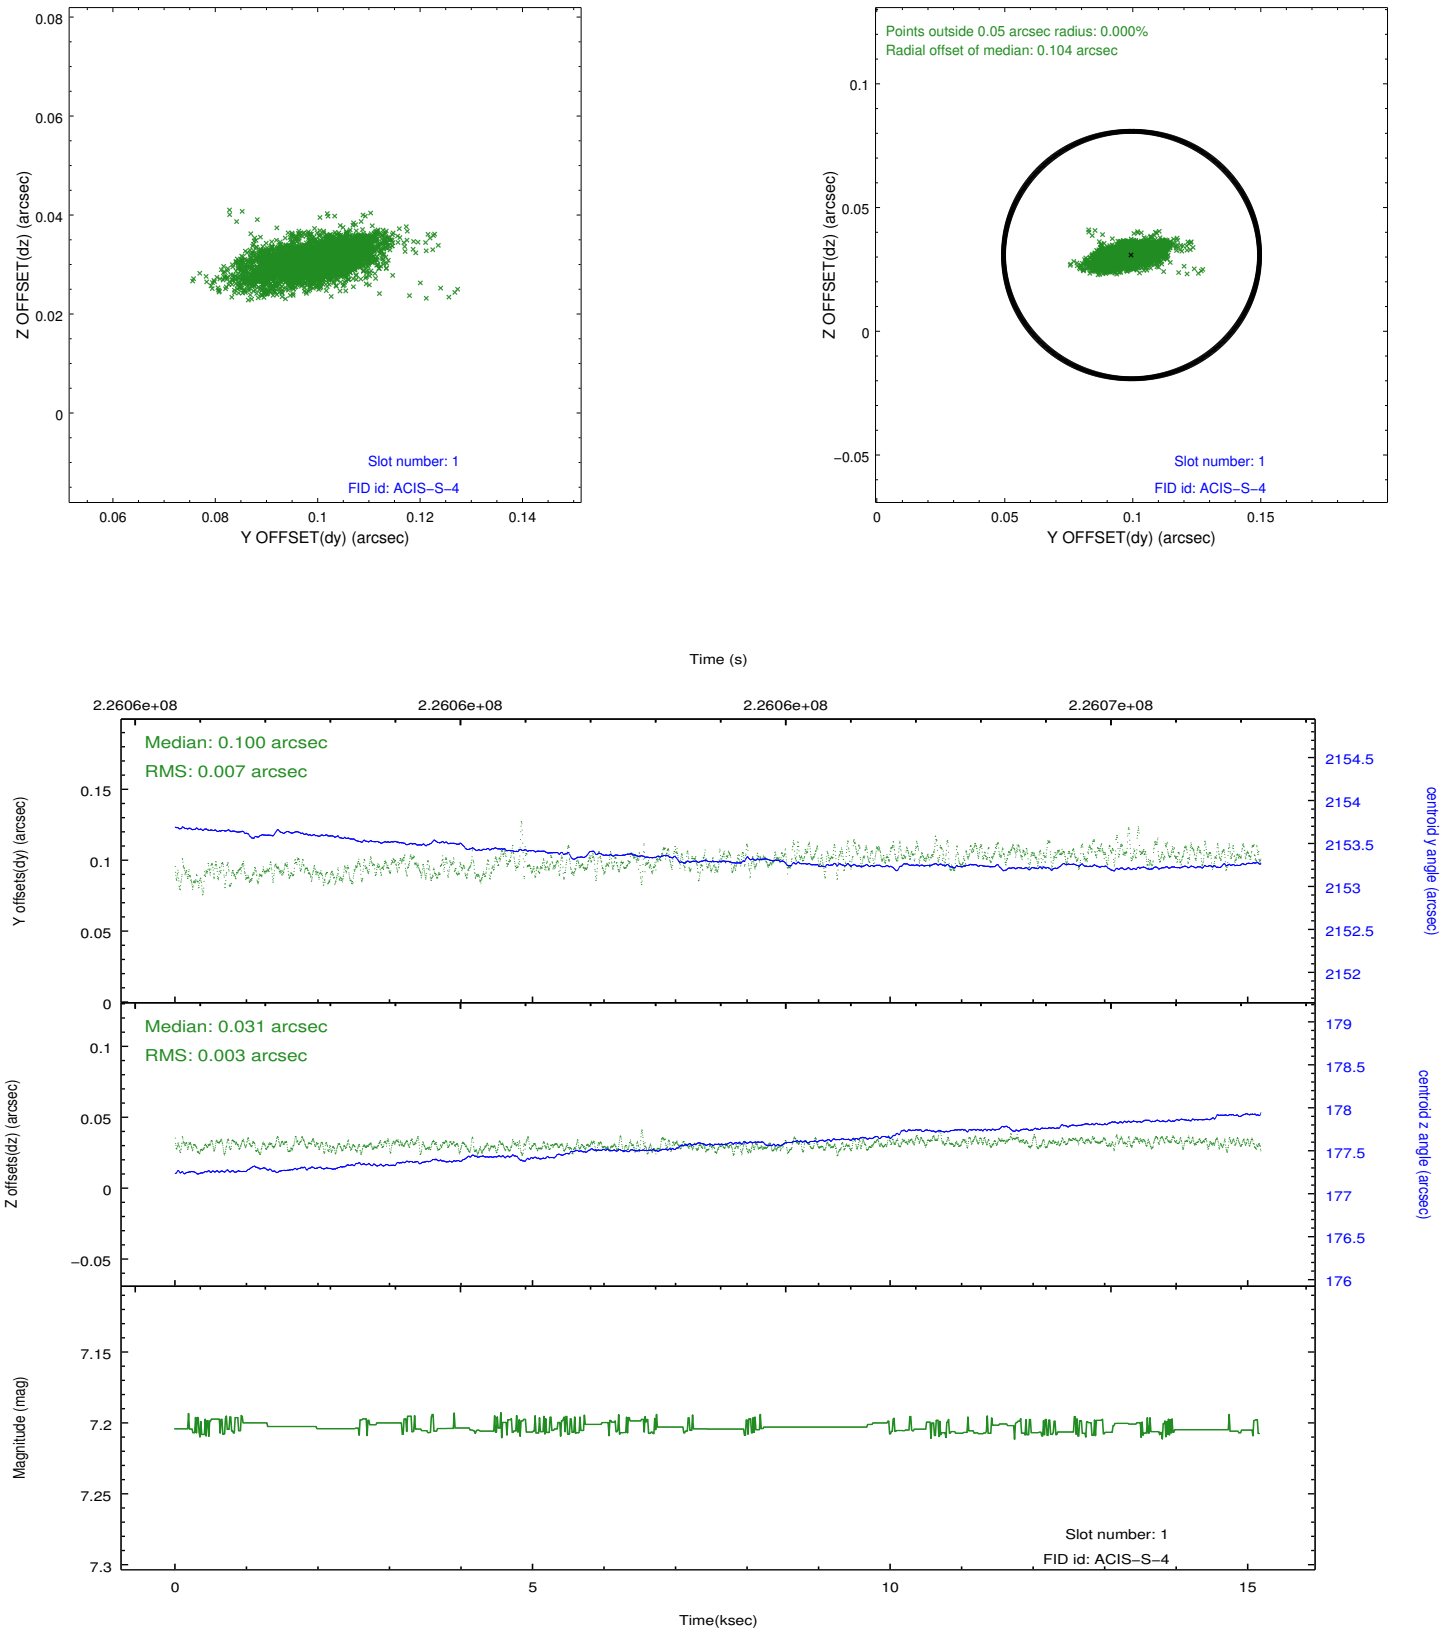 0.08
0.06
0.04
0.02
0
Z OFFSET(dz) (arcsec)
Slot number: 1
FID id: ACIS−S−4
0.06 0.08 0.1 0.12 0.14
Y OFFSET(dy) (arcsec)
Points outside 0.05 arcsec radius: 0.000%
Radial offset of median: 0.104 arcsec
0.1
0.05
0
−0.05
Z OFFSET(dz) (arcsec)
Slot number: 1
FID id: ACIS−S−4
0 0.05 0.1 0.15
Y OFFSET(dy) (arcsec)
Time (s)
2.2606e+08 2.2606e+08 2.2606e+08 2.2607e+08
Median: 0.100 arcsec
RMS: 0.007 arcsec
0.15
0.1
0.05
0
Y offsets(dy) (arcsec)
2154.5
2154
2153.5
2153
2152.5
2152
centroid y angle (arcsec)
Median: 0.031 arcsec
RMS: 0.003 arcsec
0.1
0.05
0
−0.05
Z offsets(dz) (arcsec)
179
178.5
178
177.5
177
176.5
176
centroid z angle (arcsec)
7.15
7.2
7.25
7.3
Magnitude (mag)
Slot number: 1
FID id: ACIS−S−4
0 5 10 15
Time(ksec)